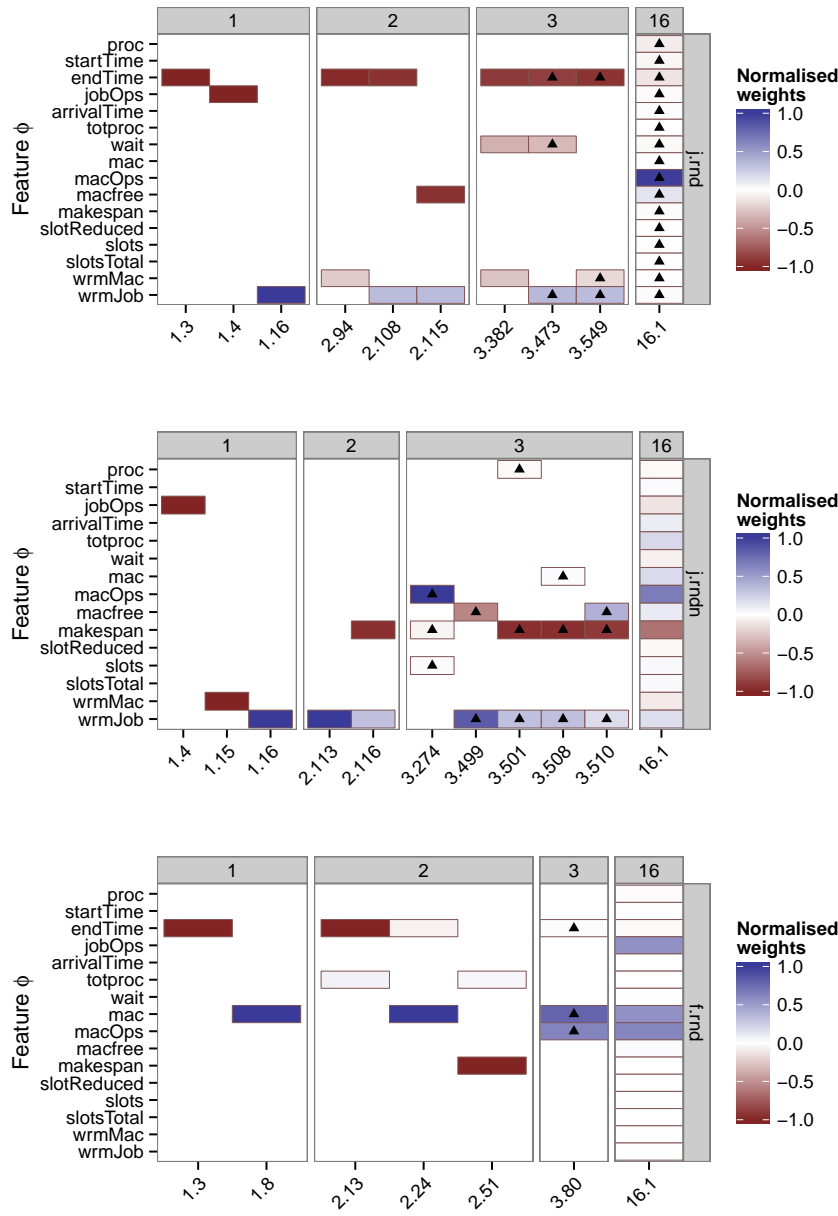 1 2 3 16
proc
startTime
endTime
jobOps
arrivalTime
totproc
wait
mac
macOps
macfree
makespan
slotReduced
slots
slotsTotal
wrmMac
wrmJob
Feature ϕ
j.rnd
1.3 1.4 1.16 2.94 2.108 2.115 3.382 3.473 3.549 16.1
Normalised
weights
1.0
0.5
0.0
−0.5
−1.0
1 2 3 16
proc
startTime
jobOps
arrivalTime
totproc
wait
mac
macOps
macfree
makespan
slotReduced
slots
slotsTotal
wrmMac
wrmJob
Feature ϕ
j.rndn
1.4 1.15 1.16 2.113 2.116 3.274 3.499 3.501 3.508 3.510 16.1
Normalised
weights
1.0
0.5
0.0
−0.5
−1.0
1 2 3 16
proc
startTime
endTime
jobOps
arrivalTime
totproc
wait
mac
macOps
macfree
makespan
slotReduced
slots
slotsTotal
wrmMac
wrmJob
Feature ϕ
f.rnd
1.3 1.8 2.13 2.24 2.51 3.80 16.1
Normalised
weights
1.0
0.5
0.0
−0.5
−1.0